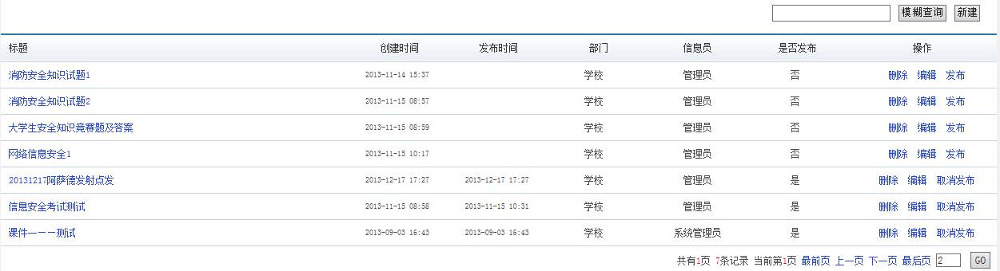 模糊查询 新建
标题 创建时间 发布时间 部门 信息员 是否发布 操作
消防安全知识试题1 2013-11-14 15:37 学校 管理员 否 删除 编辑 发布
消防安全知识试题2 2013-11-15 08:57 学校 管理员 否 删除 编辑 发布
大学生安全知识竞赛题及答案 2013-11-15 08:59 学校 管理员 否 删除 编辑 发布
网络信息安全1 2013-11-15 10:17 学校 管理员 否 删除 编辑 发布
20131217阿萨德发射点发 2013-12-17 17:27 2013-12-17 17:27 学校 管理员 是 删除 编辑 取消发布
信息安全考试测试 2013-11-15 08:58 2013-11-15 10:31 学校 管理员 是 删除 编辑 取消发布
课件一－－测试 2013-09-03 16:43 2013-09-03 16:43 学校 系统管理员 是 删除 编辑 取消发布
共有1页 7条记录 当前第1页 最前页 上一页 下一页 最后页 2 GO